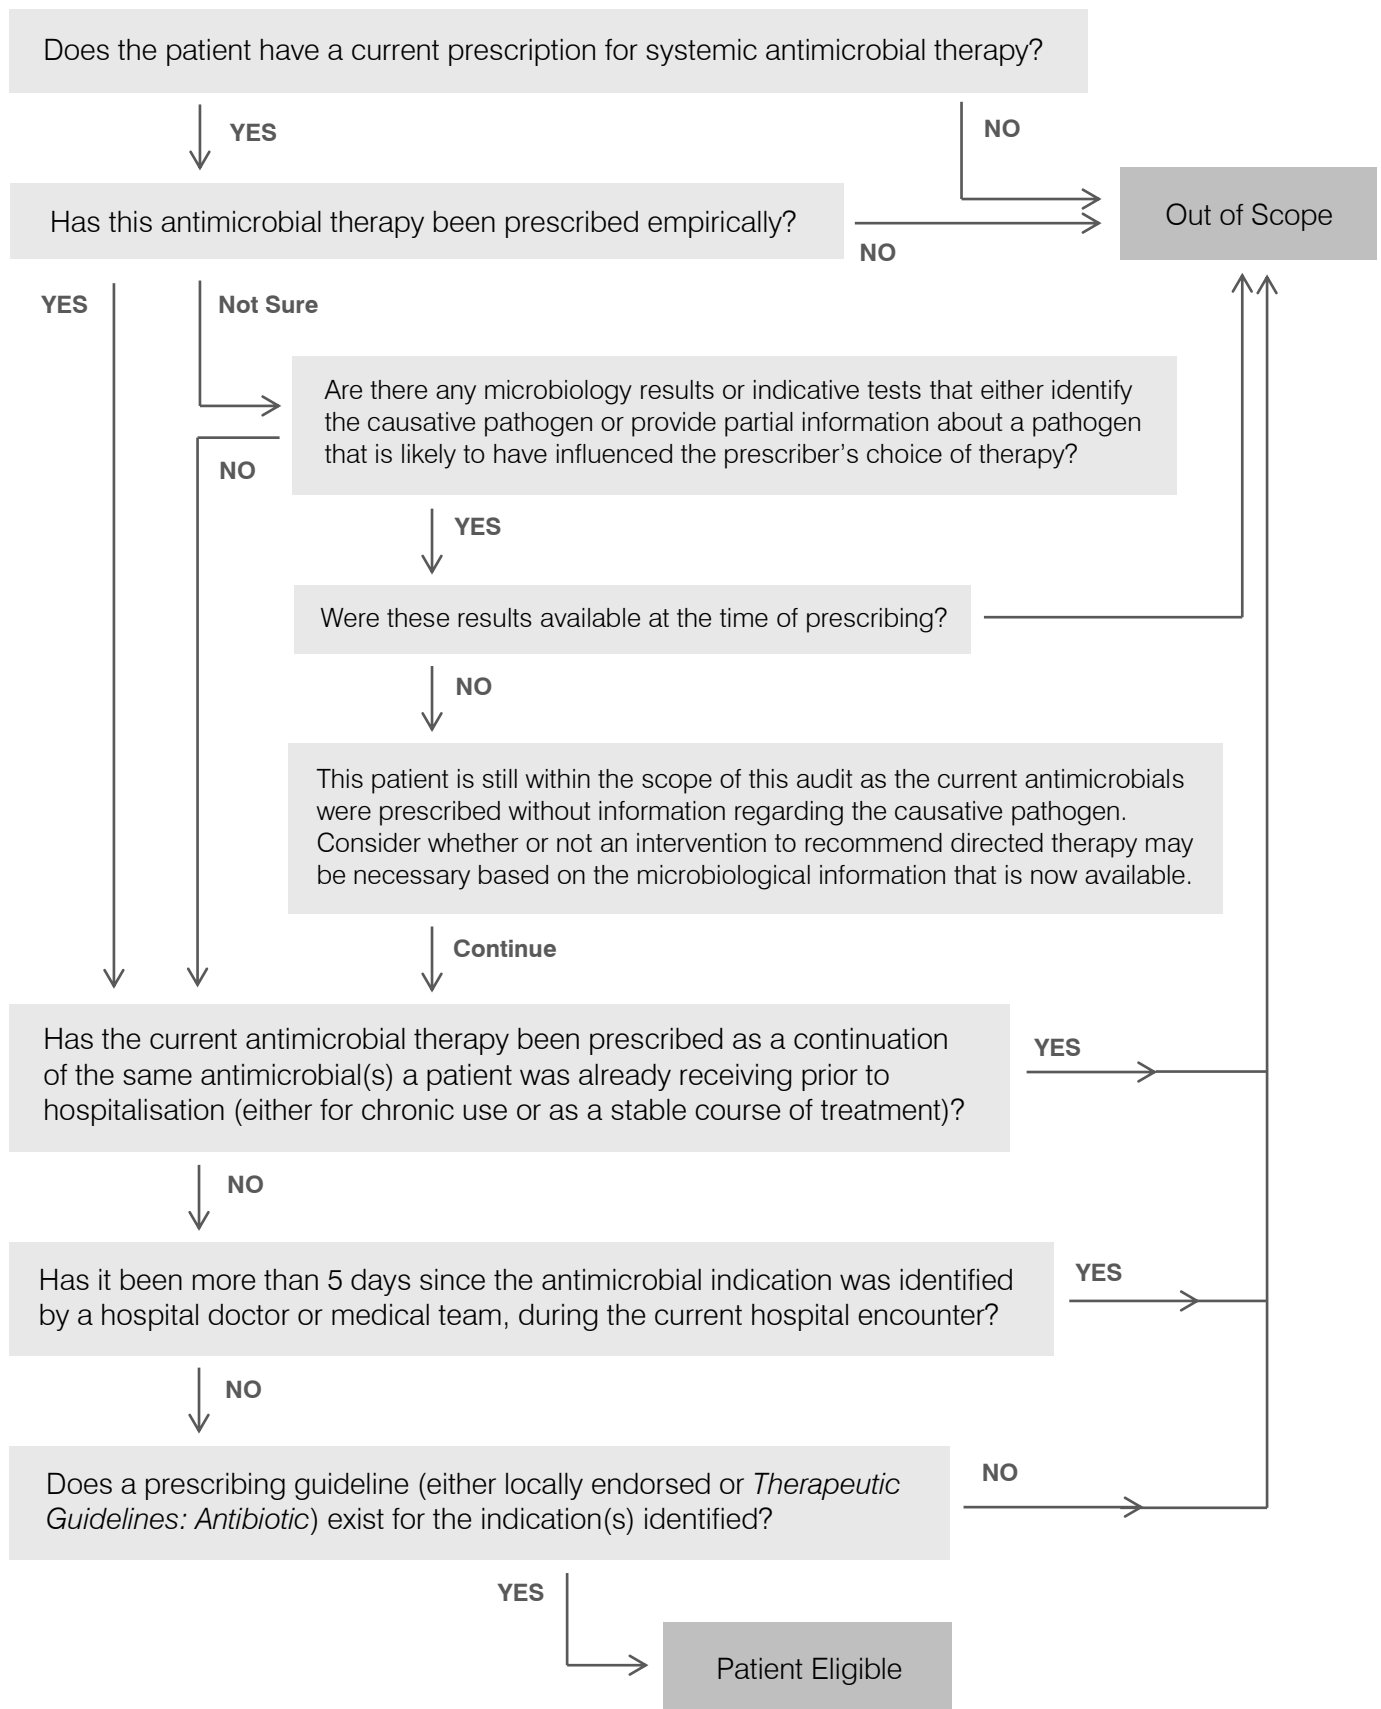 Does the patient have a current prescription for systemic antimicrobial therapy?
YES
NO
Has this antimicrobial therapy been prescribed empirically?
NO
Out of Scope
YES
Not Sure
Are there any microbiology results or indicative tests that either identify
the causative pathogen or provide partial information about a pathogen
that is likely to have influenced the prescriber’s choice of therapy?
NO
YES
Were these results available at the time of prescribing?
NO
This patient is still within the scope of this audit as the current antimicrobials
were prescribed without information regarding the causative pathogen.
Consider whether or not an intervention to recommend directed therapy may
be necessary based on the microbiological information that is now available.
Continue
Has the current antimicrobial therapy been prescribed as a continuation
of the same antimicrobial(s) a patient was already receiving prior to
hospitalisation (either for chronic use or as a stable course of treatment)?
YES
NO
Has it been more than 5 days since the antimicrobial indication was identified
by a hospital doctor or medical team, during the current hospital encounter?
YES
NO
Does a prescribing guideline (either locally endorsed or Therapeutic
Guidelines: Antibiotic) exist for the indication(s) identified?
NO
YES
Patient Eligible